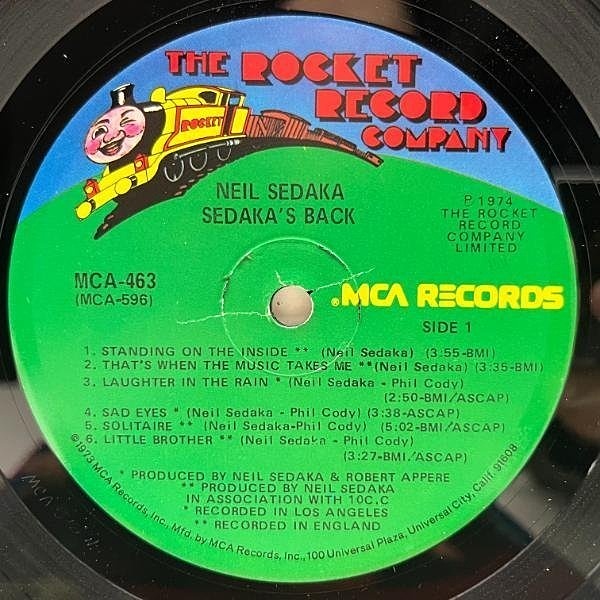 THE ROCKET
RECORD
COMPANY
ROCKET
NEIL SEDAKA
SEDAKA'S BACK
℗ 1974
THE ROCKET
RECORD
COMPANY
LIMITED
MCA-463
(MCA-596)
MCA RECORDS
SIDE 1
1. STANDING ON THE INSIDE ** (Neil Sedaka) (3:55-BMI)
2. THAT'S WHEN THE MUSIC TAKES ME **(Neil Sedaka) (3:35-BMI)
3. LAUGHTER IN THE RAIN * (Neil Sedaka - Phil Cody)
(2:50-BMI/ASCAP)
4. SAD EYES * (Neil Sedaka - Phil Cody) (3:38-ASCAP)
5. SOLITAIRE ** (Neil Sedaka-Phil Cody) (5:02-BMI/ASCAP)
6. LITTLE BROTHER ** (Neil Sedaka-Phil Cody)
(3:27-BMI/ASCAP)
* PRODUCED BY NEIL SEDAKA & ROBERT APPERE
** PRODUCED BY NEIL SEDAKA
IN ASSOCIATION WITH 10C.C
* RECORDED IN LOS ANGELES
** RECORDED IN ENGLAND
©1973 MCA Records, Inc., Mfd. by MCA Records, Inc., 100 Universal Plaza, Universal City, Calif. 91608